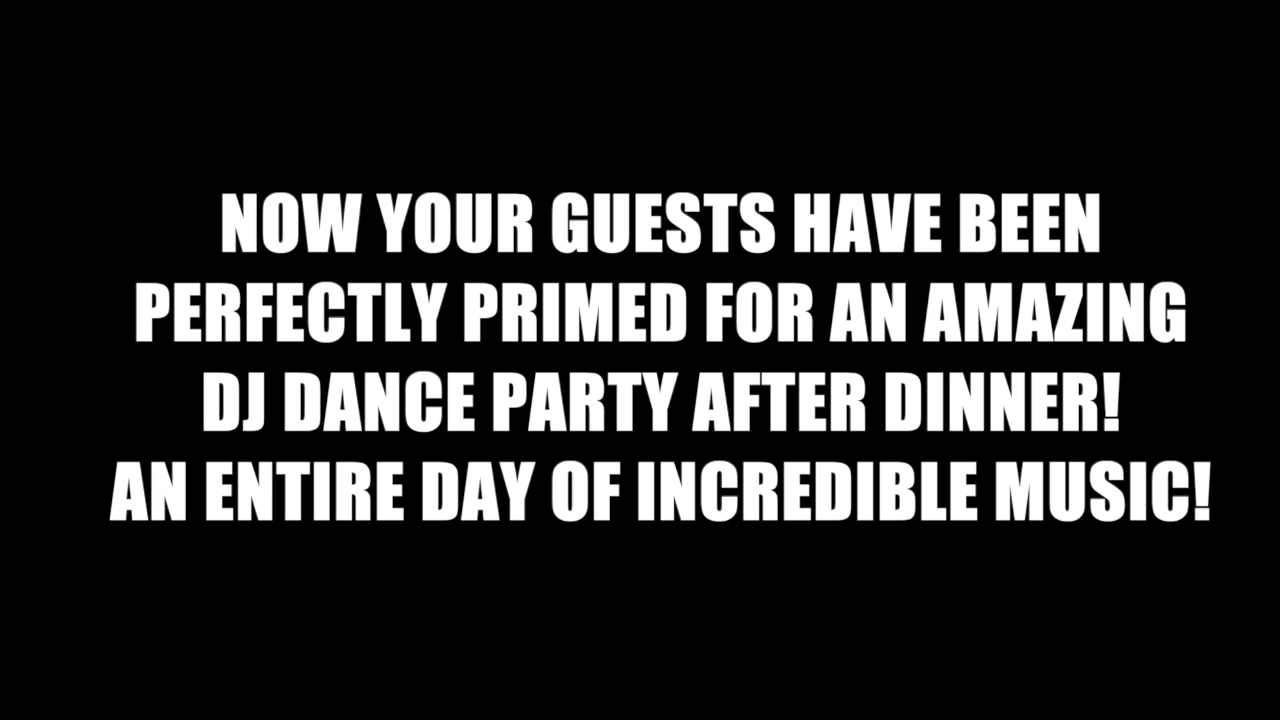 NOW YOUR GUESTS HAVE BEEN
PERFECTLY PRIMED FOR AN AMAZING
DJ DANCE PARTY AFTER DINNER!
AN ENTIRE DAY OF INCREDIBLE MUSIC!